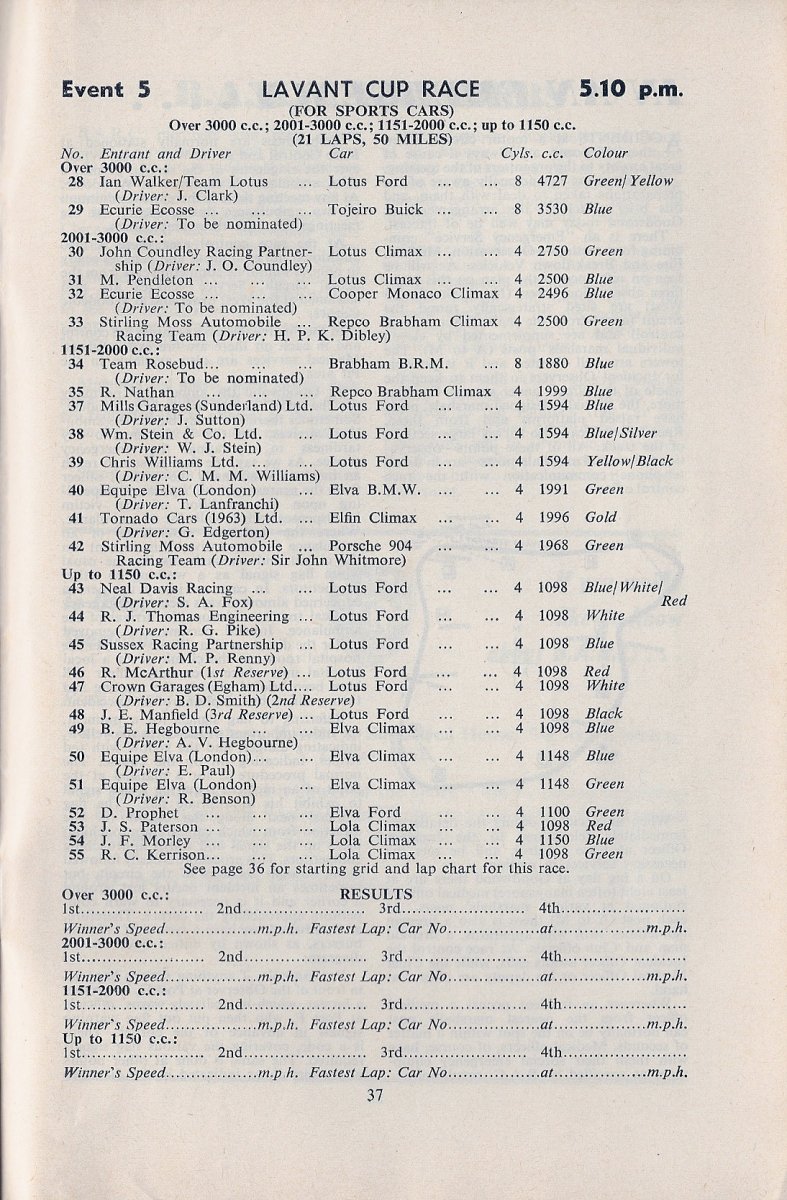 Event 5 LAVANT CUP RACE 5.10 p.m.
(FOR SPORTS CARS)
Over 3000 c.c.; 2001-3000 c.c.; 1151-2000 c.c.; up to 1150 c.c.
(21 LAPS, 50 MILES)
No. Entrant and Driver Car Cyls. c.c. Colour
Over 3000 c.c.:
28 Ian Walker/Team Lotus ... Lotus Ford ... ... 8 4727 Green/Yellow
(Driver: J. Clark)
29 Ecurie Ecosse ... ... ... Tojeiro Buick ... ... 8 3530 Blue
(Driver: To be nominated)
2001-3000 c.c.:
30 John Coundley Racing Partner- Lotus Climax ... ... 4 2750 Green
ship (Driver: J. O. Coundley)
31 M. Pendleton ... ... ... Lotus Climax ... ... 4 2500 Blue
32 Ecurie Ecosse ... ... ... Cooper Monaco Climax 4 2496 Blue
(Driver: To be nominated)
33 Stirling Moss Automobile ... Repco Brabham Climax 4 2500 Green
Racing Team (Driver: H. P. K. Dibley)
1151-2000 c.c.:
34 Team Rosebud... ... ... Brabham B.R.M. ... 8 1880 Blue
(Driver: To be nominated)
35 R. Nathan ... ... ... Repco Brabham Climax 4 1999 Blue
37 Mills Garages (Sunderland) Ltd. Lotus Ford ... ... 4 1594 Blue
(Driver: J. Sutton)
38 Wm. Stein & Co. Ltd. ... Lotus Ford ... ... 4 1594 Blue/Silver
(Driver: W. J. Stein)
39 Chris Williams Ltd. ... ... Lotus Ford ... ... 4 1594 Yellow/Black
(Driver: C. M. M. Williams)
40 Equipe Elva (London) ... Elva B.M.W. ... ... 4 1991 Green
(Driver: T. Lanfranchi)
41 Tornado Cars (1963) Ltd. ... Elfin Climax ... ... 4 1996 Gold
(Driver: G. Edgerton)
42 Stirling Moss Automobile ... Porsche 904 ... ... 4 1968 Green
Racing Team (Driver: Sir John Whitmore)
Up to 1150 c.c.:
43 Neal Davis Racing ... ... Lotus Ford ... ... 4 1098 Blue/White/
(Driver: S. A. Fox) Red
44 R. J. Thomas Engineering ... Lotus Ford ... ... 4 1098 White
(Driver: R. G. Pike)
45 Sussex Racing Partnership ... Lotus Ford ... ... 4 1098 Blue
(Driver: M. P. Renny)
46 R. McArthur (1st Reserve) ... Lotus Ford ... ... 4 1098 Red
47 Crown Garages (Egham) Ltd.... Lotus Ford ... ... 4 1098 White
(Driver: B. D. Smith) (2nd Reserve)
48 J. E. Manfield (3rd Reserve) ... Lotus Ford ... ... 4 1098 Black
49 B. E. Hegbourne ... ... Elva Climax ... ... 4 1098 Blue
(Driver: A. V. Hegbourne)
50 Equipe Elva (London)... ... Elva Climax ... ... 4 1148 Blue
(Driver: E. Paul)
51 Equipe Elva (London) ... Elva Climax ... ... 4 1148 Green
(Driver: R. Benson)
52 D. Prophet ... ... ... Elva Ford ... ... 4 1100 Green
53 J. S. Paterson ... ... ... Lola Climax ... ... 4 1098 Red
54 J. F. Morley ... ... ... Lola Climax ... ... 4 1150 Blue
55 R. C. Kerrison... ... ... Lola Climax ... ... 4 1098 Green
See page 36 for starting grid and lap chart for this race.
Over 3000 c.c.: RESULTS
1st........................ 2nd........................ 3rd........................ 4th........................
Winner's Speed..................m.p.h. Fastest Lap: Car No..................at..................m.p.h.
2001-3000 c.c.:
1st........................ 2nd........................ 3rd........................ 4th........................
Winner's Speed..................m.p.h. Fastest Lap: Car No..................at..................m.p.h.
1151-2000 c.c.:
1st........................ 2nd........................ 3rd........................ 4th........................
Winner's Speed..................m.p.h. Fastest Lap: Car No..................at..................m.p.h.
Up to 1150 c.c.:
1st........................ 2nd........................ 3rd........................ 4th........................
Winner's Speed..................m.p.h. Fastest Lap: Car No..................at..................m.p.h.
37